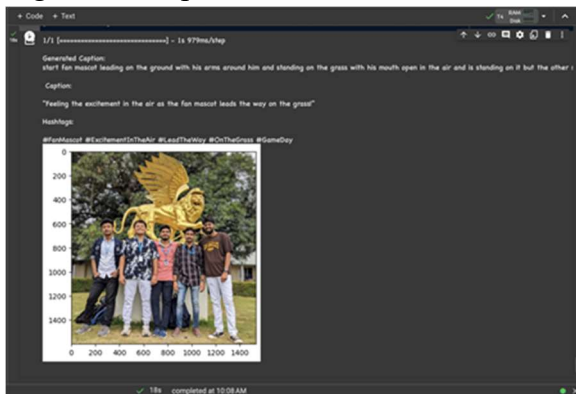 + Code + Text
T4 RAM
Disk
18s
1/1 [==============================] - 1s 979ms/step
Generated Caption:
start fan mascot leading on the ground with his arms around him and standing on the grass with his mouth open in the air and is standing on it but the other
Caption:
"Feeling the excitement in the air as the fan mascot leads the way on the grass!"
Hashtags:
#FanMascot #ExcitementInTheAir #LeadTheWay #OnTheGrass #GameDay
0
200
400
600
800
1000
1200
1400
0 200 400 600 800 1000 1200 1400
18s completed at 10:08 AM